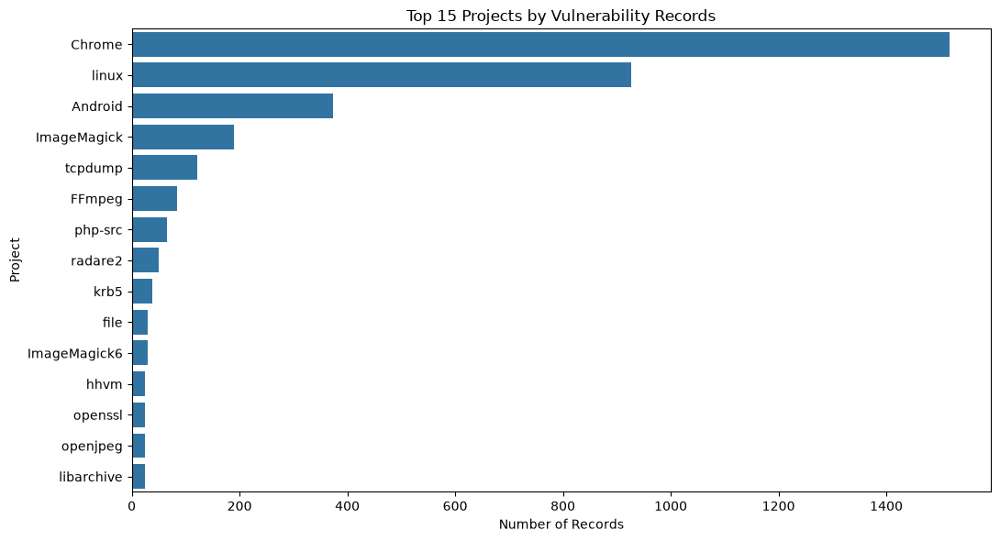 Top 15 Projects by Vulnerability Records
Project
Chrome
linux
Android
ImageMagick
tcpdump
FFmpeg
php-src
radare2
krb5
file
ImageMagick6
hhvm
openssl
openjpeg
libarchive
0 200 400 600 800 1000 1200 1400
Number of Records